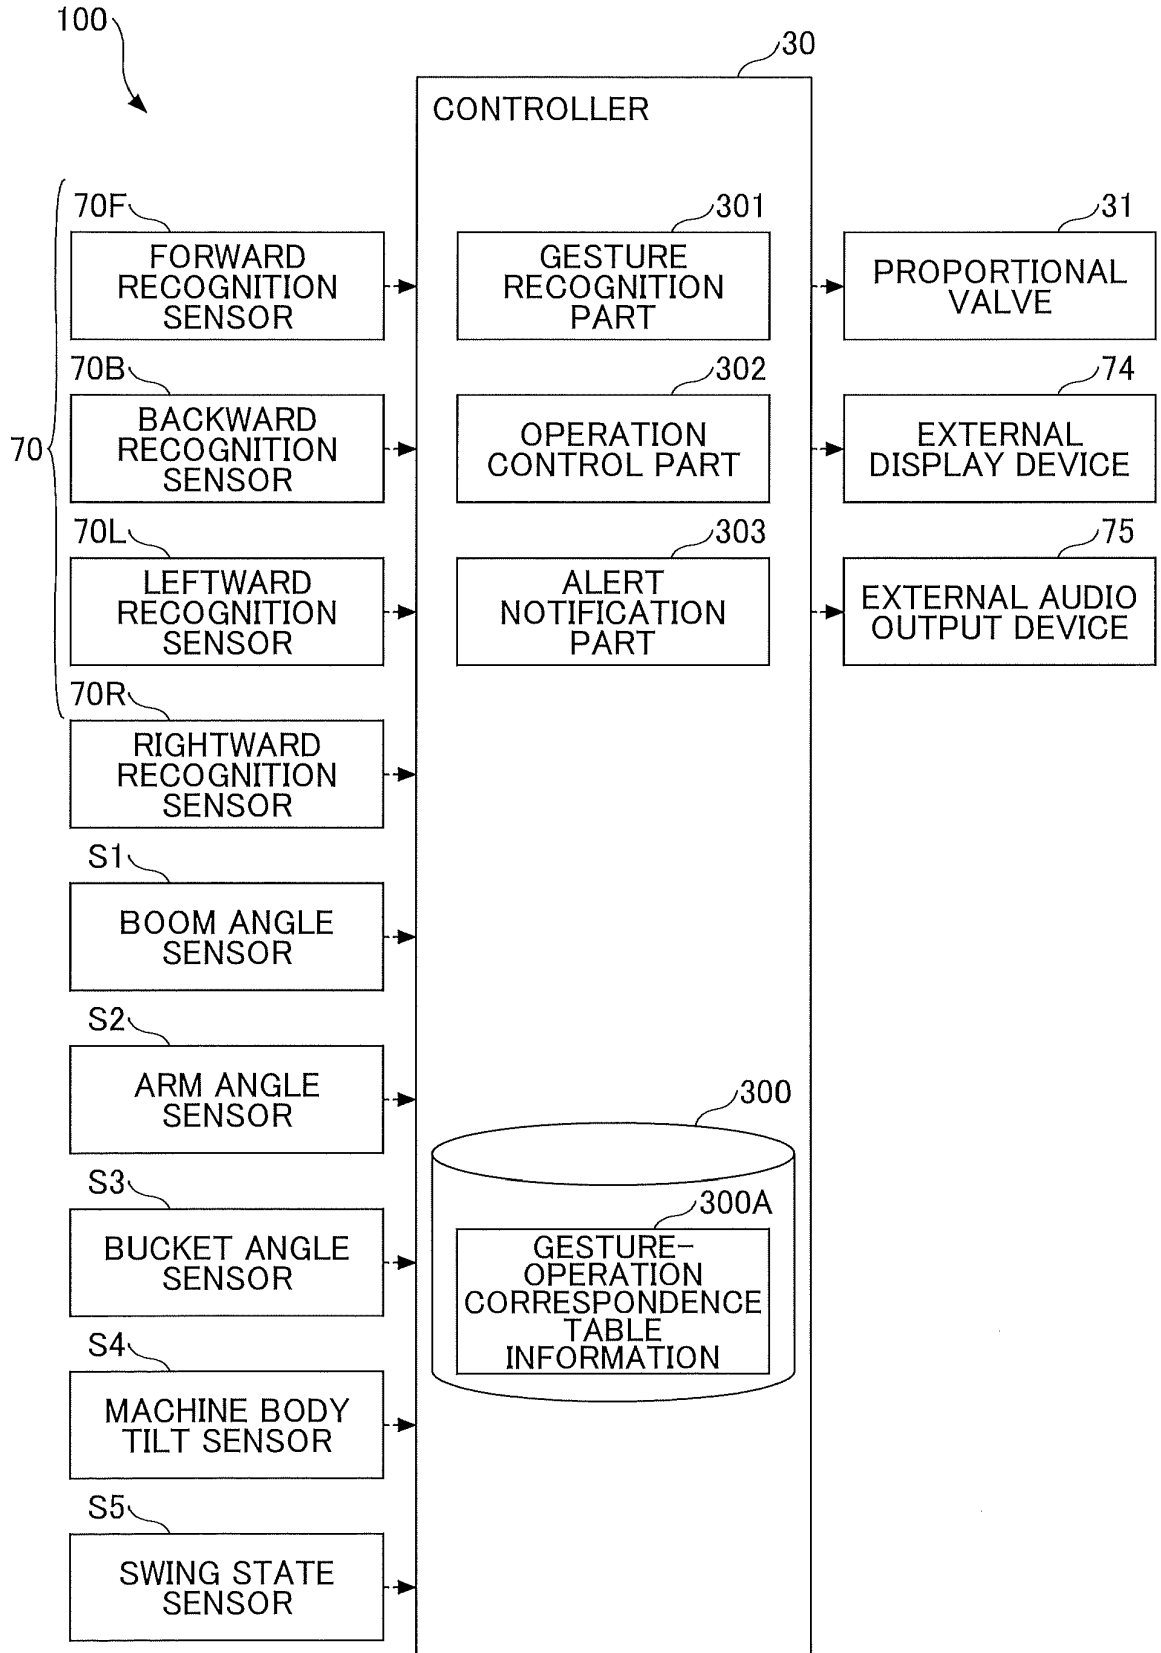 100
30
CONTROLLER
70
70F
FORWARD
RECOGNITION
SENSOR
70B
BACKWARD
RECOGNITION
SENSOR
70L
LEFTWARD
RECOGNITION
SENSOR
70R
RIGHTWARD
RECOGNITION
SENSOR
S1
BOOM ANGLE
SENSOR
S2
ARM ANGLE
SENSOR
S3
BUCKET ANGLE
SENSOR
S4
MACHINE BODY
TILT SENSOR
S5
SWING STATE
SENSOR
301
GESTURE
RECOGNITION
PART
302
OPERATION
CONTROL PART
303
ALERT
NOTIFICATION
PART
300
300A
GESTURE-
OPERATION
CORRESPONDENCE
TABLE
INFORMATION
31
PROPORTIONAL
VALVE
74
EXTERNAL
DISPLAY DEVICE
75
EXTERNAL AUDIO
OUTPUT DEVICE